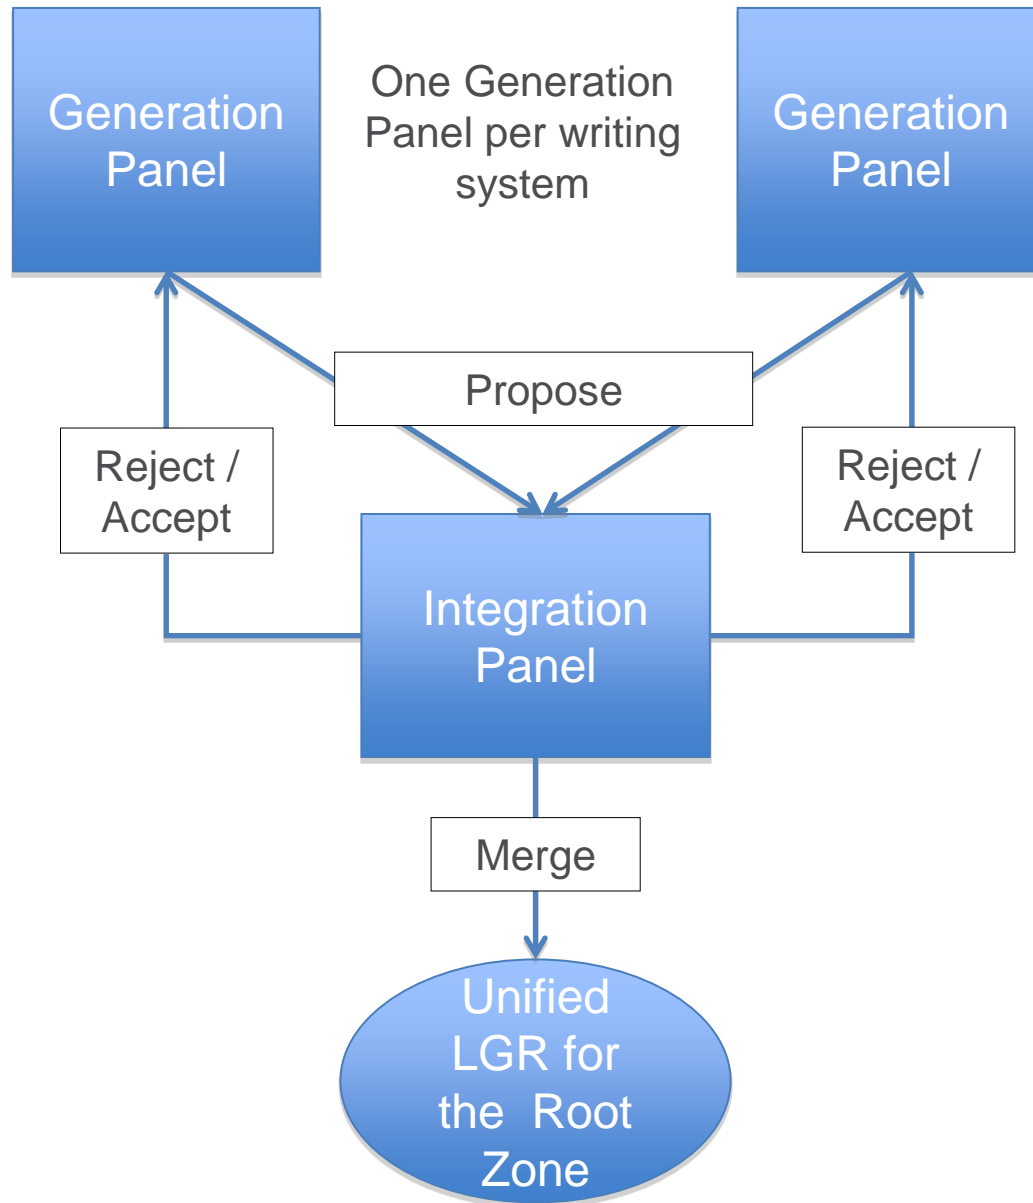 Generation
Panel
One Generation
Panel per writing
system
Generation
Panel
Propose
Reject /
Accept
Reject /
Accept
Integration
Panel
Merge
Unified
LGR for
the Root
Zone